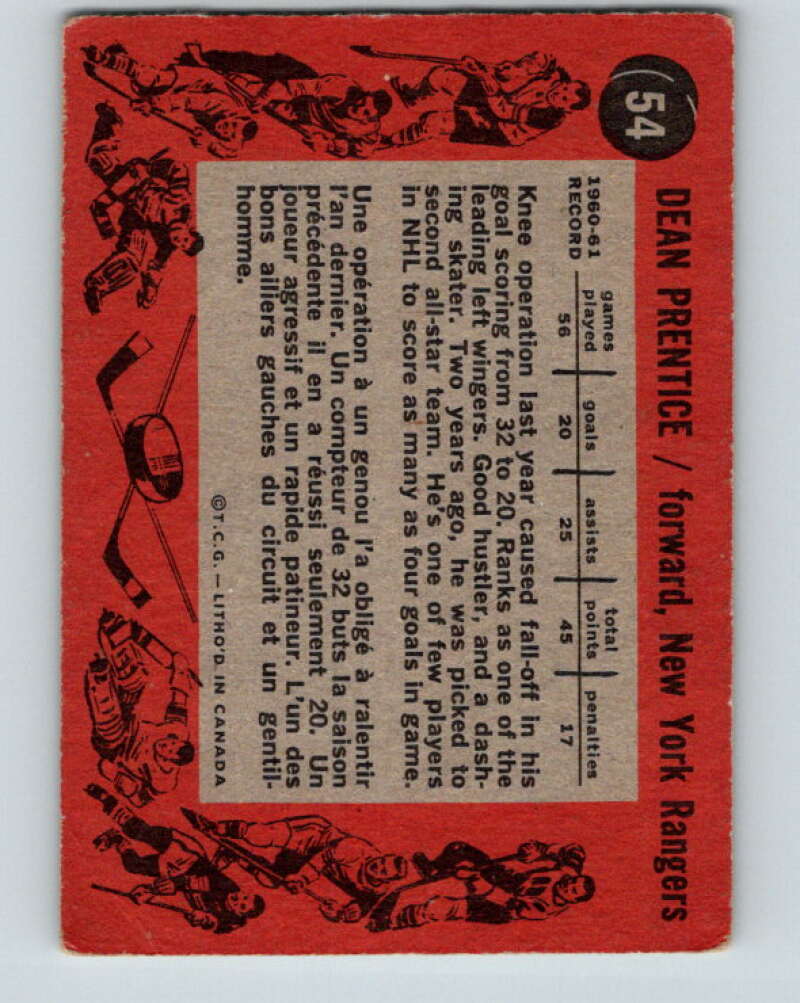 54
DEAN PRENTICE / forward, New York Rangers
1960-61 RECORD games played goals assists total points penalties
56 20 25 45 17
Knee operation last year caused fall-off in his
goal scoring from 32 to 20. Ranks as one of the
leading left wingers. Good hustler, and a dash-
ing skater. Two years ago, he was picked to
second all-star team. He's one of few players
in NHL to score as many as four goals in game.
Une opération à un genou l'a obligé à ralentir
l'an dernier. Un compteur de 32 buts la saison
précédente il en a réussi seulement 20. Un
joueur agressif et un rapide patineur. L'un des
bons ailiers gauches du circuit et un gentil-
homme.
©T.C.G. — LITHO'D IN CANADA